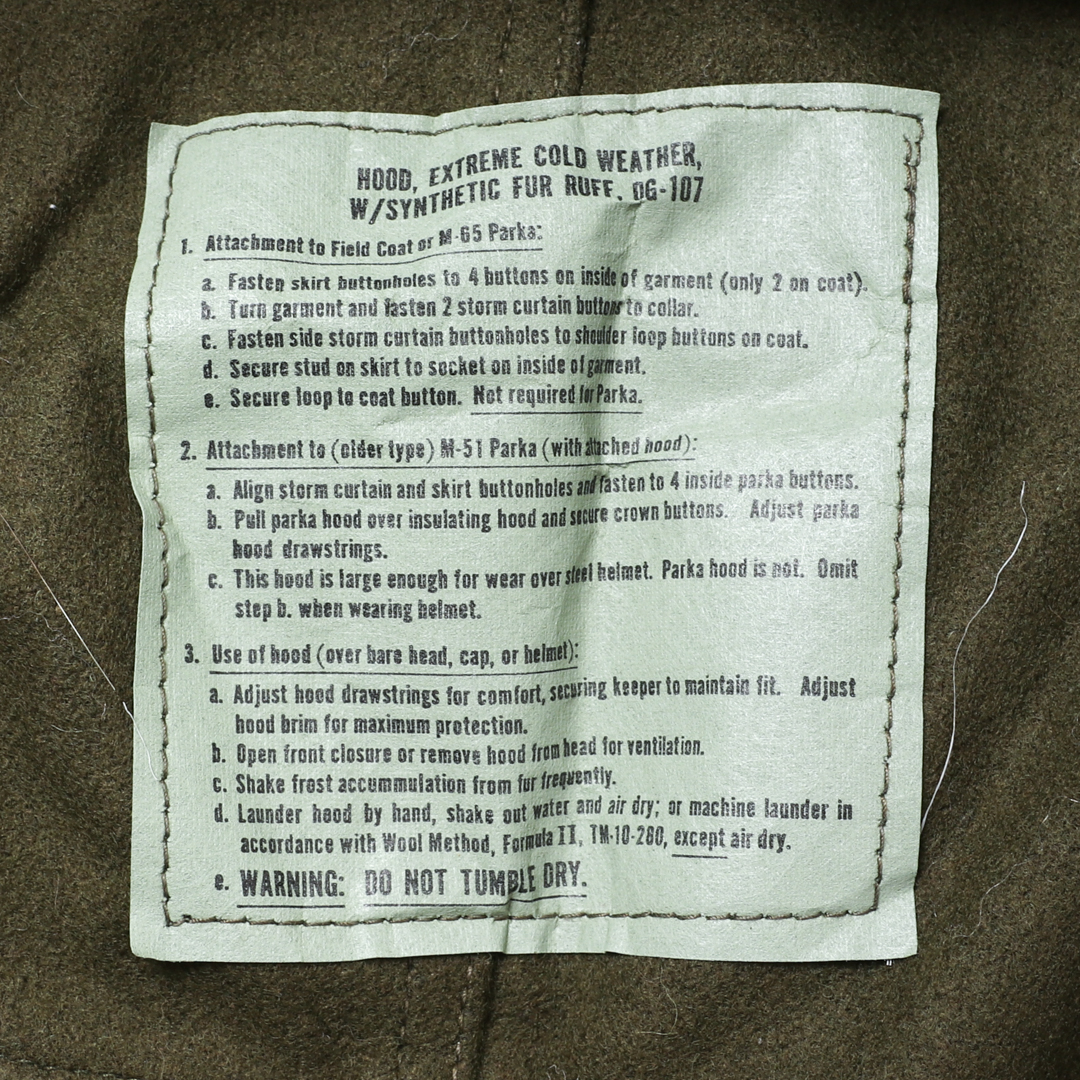 HOOD, EXTREME COLD WEATHER,
W/SYNTHETIC FUR RUFF, OG-107
1. Attachment to Field Coat or M-65 Parka:
a. Fasten skirt buttonholes to 4 buttons on inside of garment (only 2 on coat).
b. Turn garment and fasten 2 storm curtain buttons to collar.
c. Fasten side storm curtain buttonholes to shoulder loop buttons on coat.
d. Secure stud on skirt to socket on inside of garment.
e. Secure loop to coat button. Not required for Parka.
2. Attachment to (older type) M-51 Parka (with attached hood):
a. Align storm curtain and skirt buttonholes and fasten to 4 inside parka buttons.
b. Pull parka hood over insulating hood and secure crown buttons. Adjust parka
hood drawstrings.
c. This hood is large enough for wear over steel helmet. Parka hood is not. Omit
step b. when wearing helmet.
3. Use of hood (over bare head, cap, or helmet):
a. Adjust hood drawstrings for comfort, securing keeper to maintain fit. Adjust
hood brim for maximum protection.
b. Open front closure or remove hood from head for ventilation.
c. Shake frost accummulation from fur frequently.
d. Launder hood by hand, shake out water and air dry; or machine launder in
accordance with Wool Method, Formula II, TM-10-280, except air dry.
e. WARNING: DO NOT TUMBLE DRY.